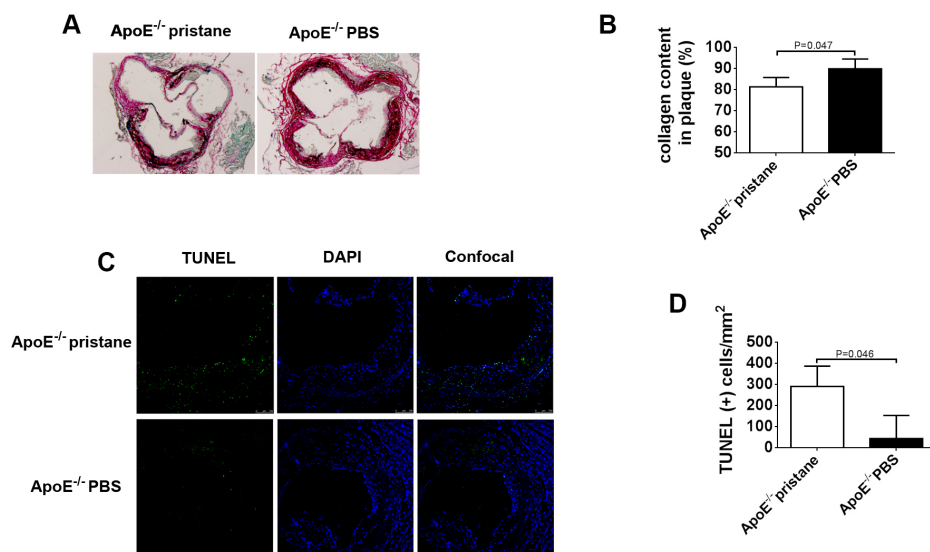 A
ApoE-/- pristane
ApoE-/- PBS
B
collagen content
in plaque (%)
100
90
80
70
60
50
P=0.047
ApoE-/- pristane
ApoE-/- PBS
C
TUNEL
DAPI
Confocal
ApoE-/- pristane
ApoE-/- PBS
D
TUNEL (+) cells/mm2
500
400
300
200
100
0
P=0.046
ApoE-/- pristane
ApoE-/- PBS